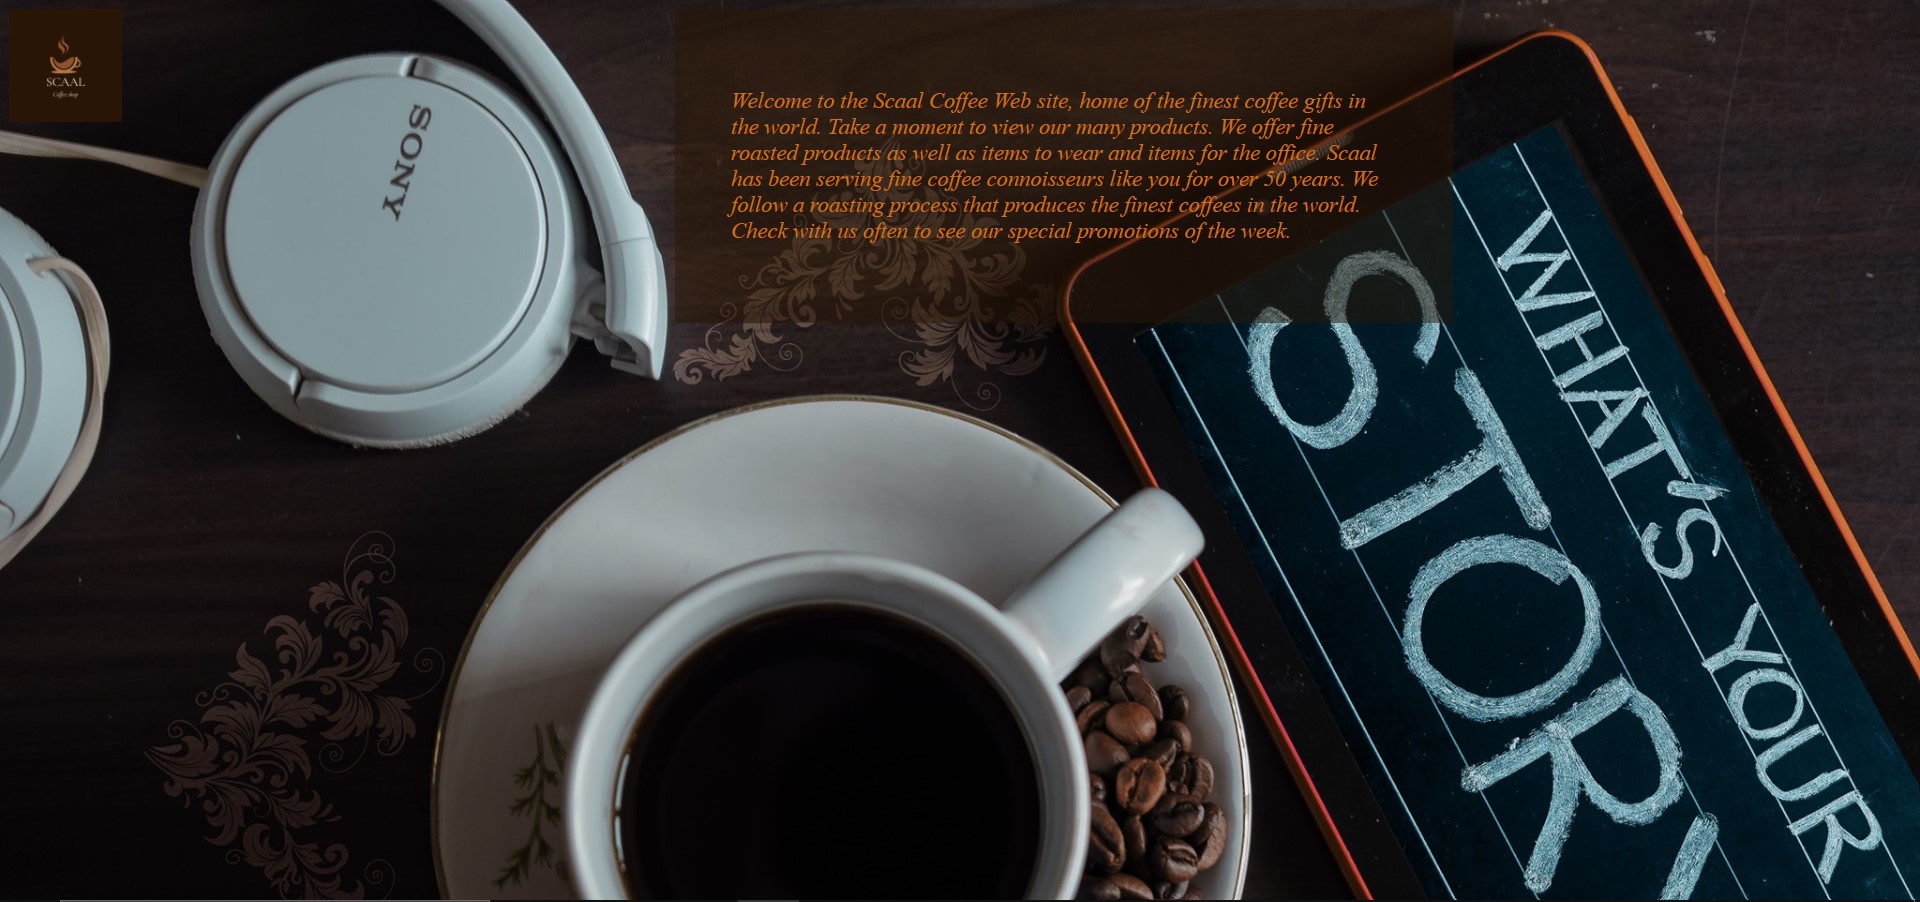 SCAAL
Coffee shop
SONY
Welcome to the Scaal Coffee Web site, home of the finest coffee gifts in
the world. Take a moment to view our many products. We offer fine
roasted products as well as items to wear and items for the office. Scaal
has been serving fine coffee connoisseurs like you for over 50 years. We
follow a roasting process that produces the finest coffees in the world.
Check with us often to see our special promotions of the week.
WHAT'S YOUR
STORY